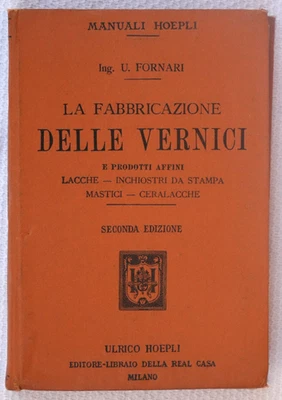 MANUALI HOEPLI
Ing. U. FORNARI
LA FABBRICAZIONE
DELLE VERNICI
E PRODOTTI AFFINI
LACCHE — INCHIOSTRI DA STAMPA
MASTICI — CERALACCHE
SECONDA EDIZIONE
ULRICO HOEPLI
EDITORE-LIBRAIO DELLA REAL CASA
MILANO